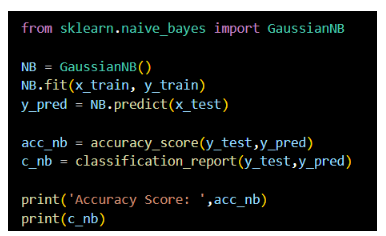 from sklearn.naive_bayes import GaussianNB
NB = GaussianNB()
NB.fit(x_train, y_train)
y_pred = NB.predict(x_test)
acc_nb = accuracy_score(y_test,y_pred)
c_nb = classification_report(y_test,y_pred)
print('Accuracy Score: ',acc_nb)
print(c_nb)